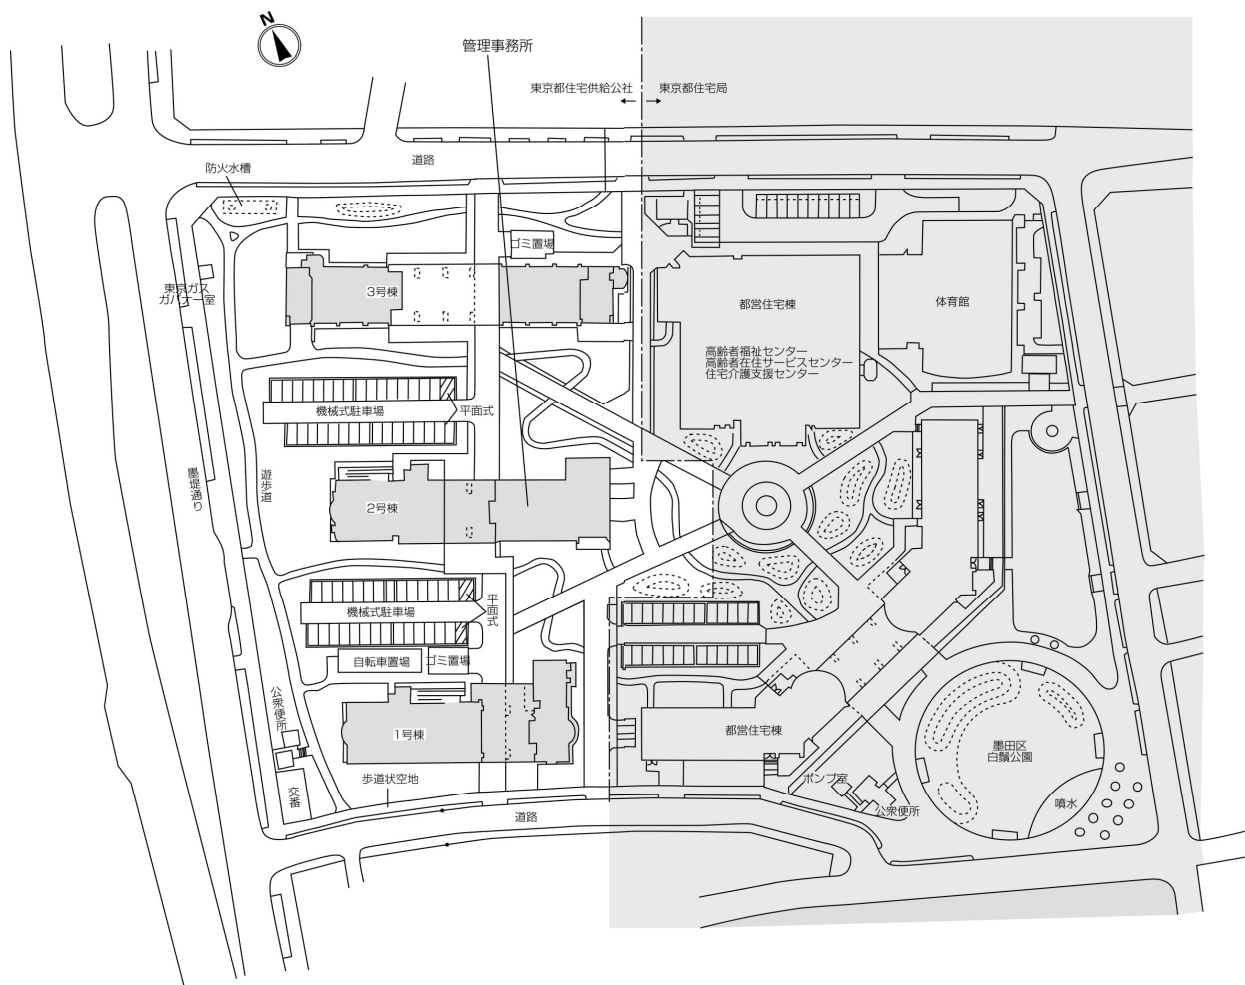 N
管理事務所
東京都住宅供給公社
東京都住宅局
道路
防火水槽
ゴミ置場
東京ガス
ガバナー室
3号棟
都営住宅棟
体育館
高齢者福祉センター
高齢者在住サービスセンター
住宅介護支援センター
機械式駐車場
平面式
墨堤通り
遊歩道
2号棟
機械式駐車場
平面式
自転車置場
ゴミ置場
公衆便所
1号棟
都営住宅棟
墨田区
白鬚公園
歩道状空地
ポンプ室
交番
道路
公衆便所
噴水